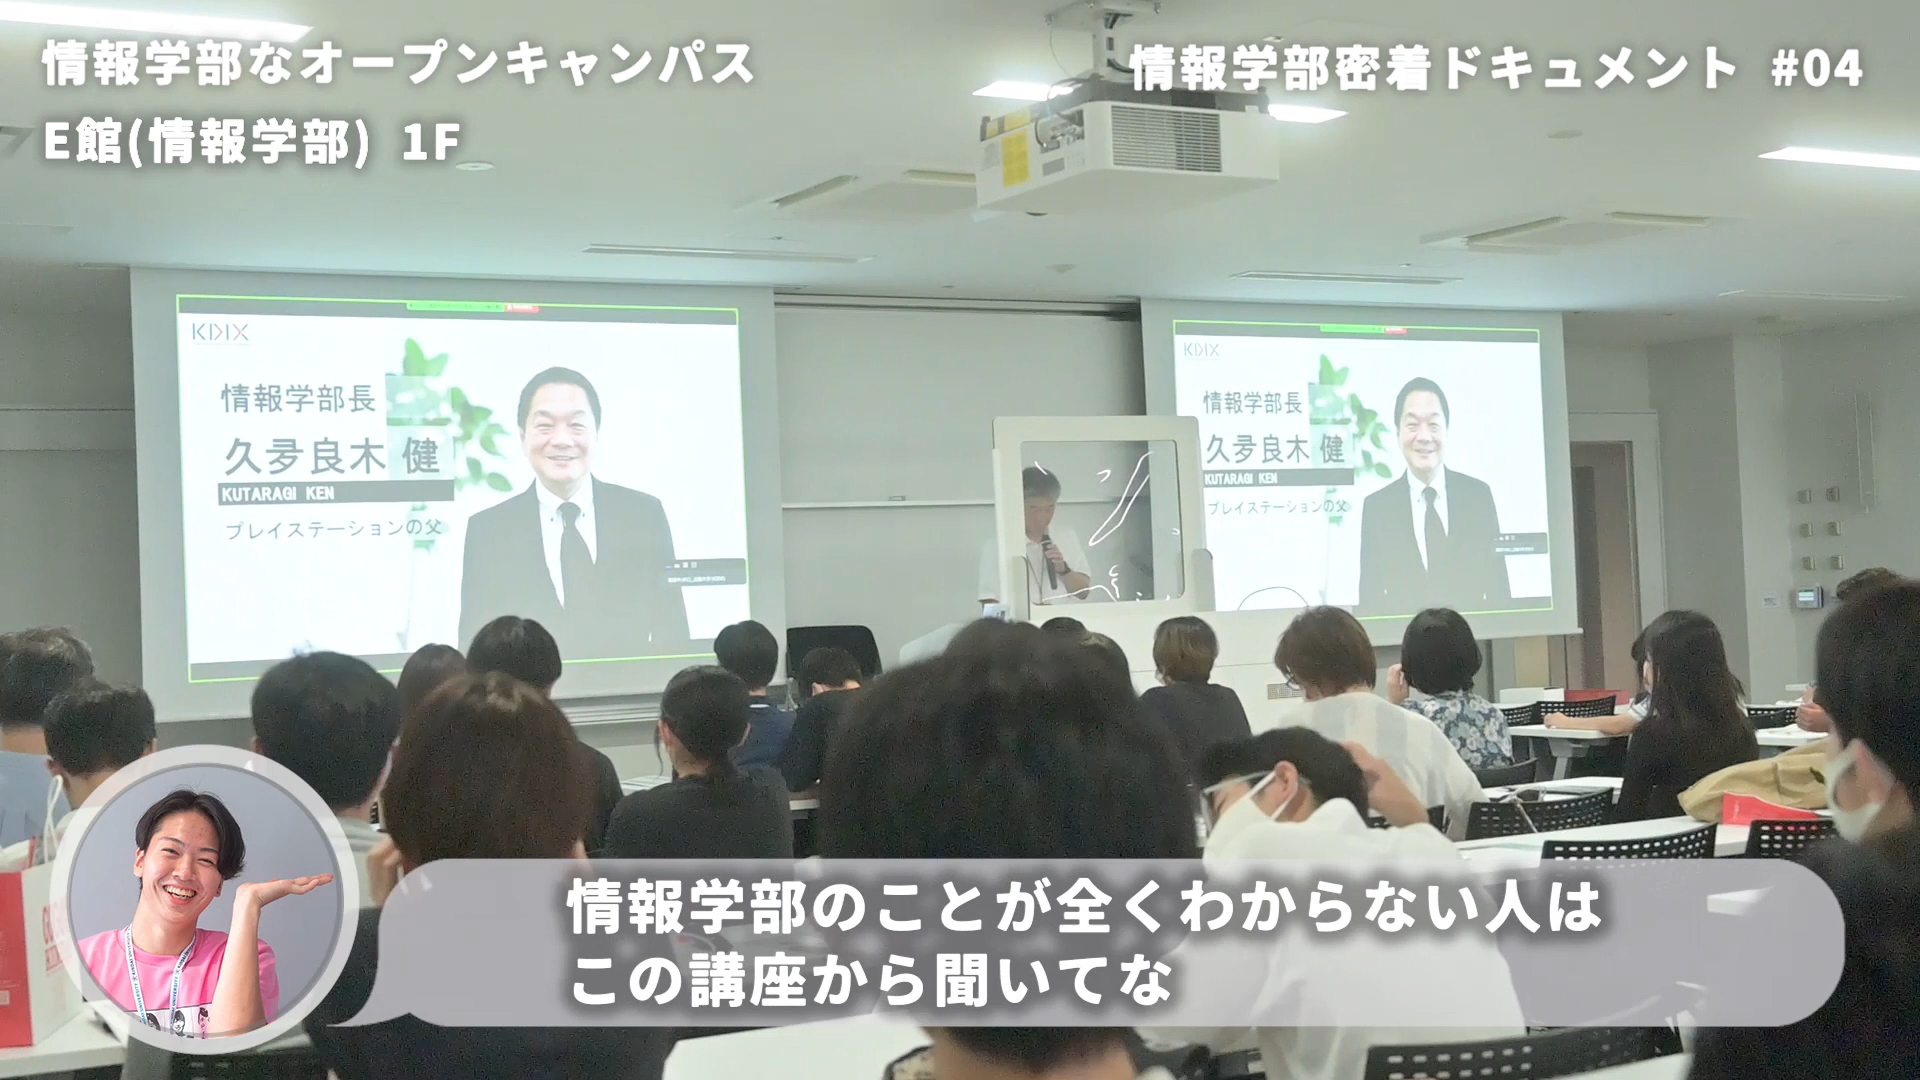 情報学部なオープンキャンパス
E館(情報学部) 1F
情報学部密着ドキュメント #04
KDIX
情報学部長
久夛良木 健
KUTARAGI KEN
プレイステーションの父
KDIX
情報学部長
久夛良木 健
KUTARAGI KEN
プレイステーションの父
情報学部のことが全くわからない人は
この講座から聞いてな